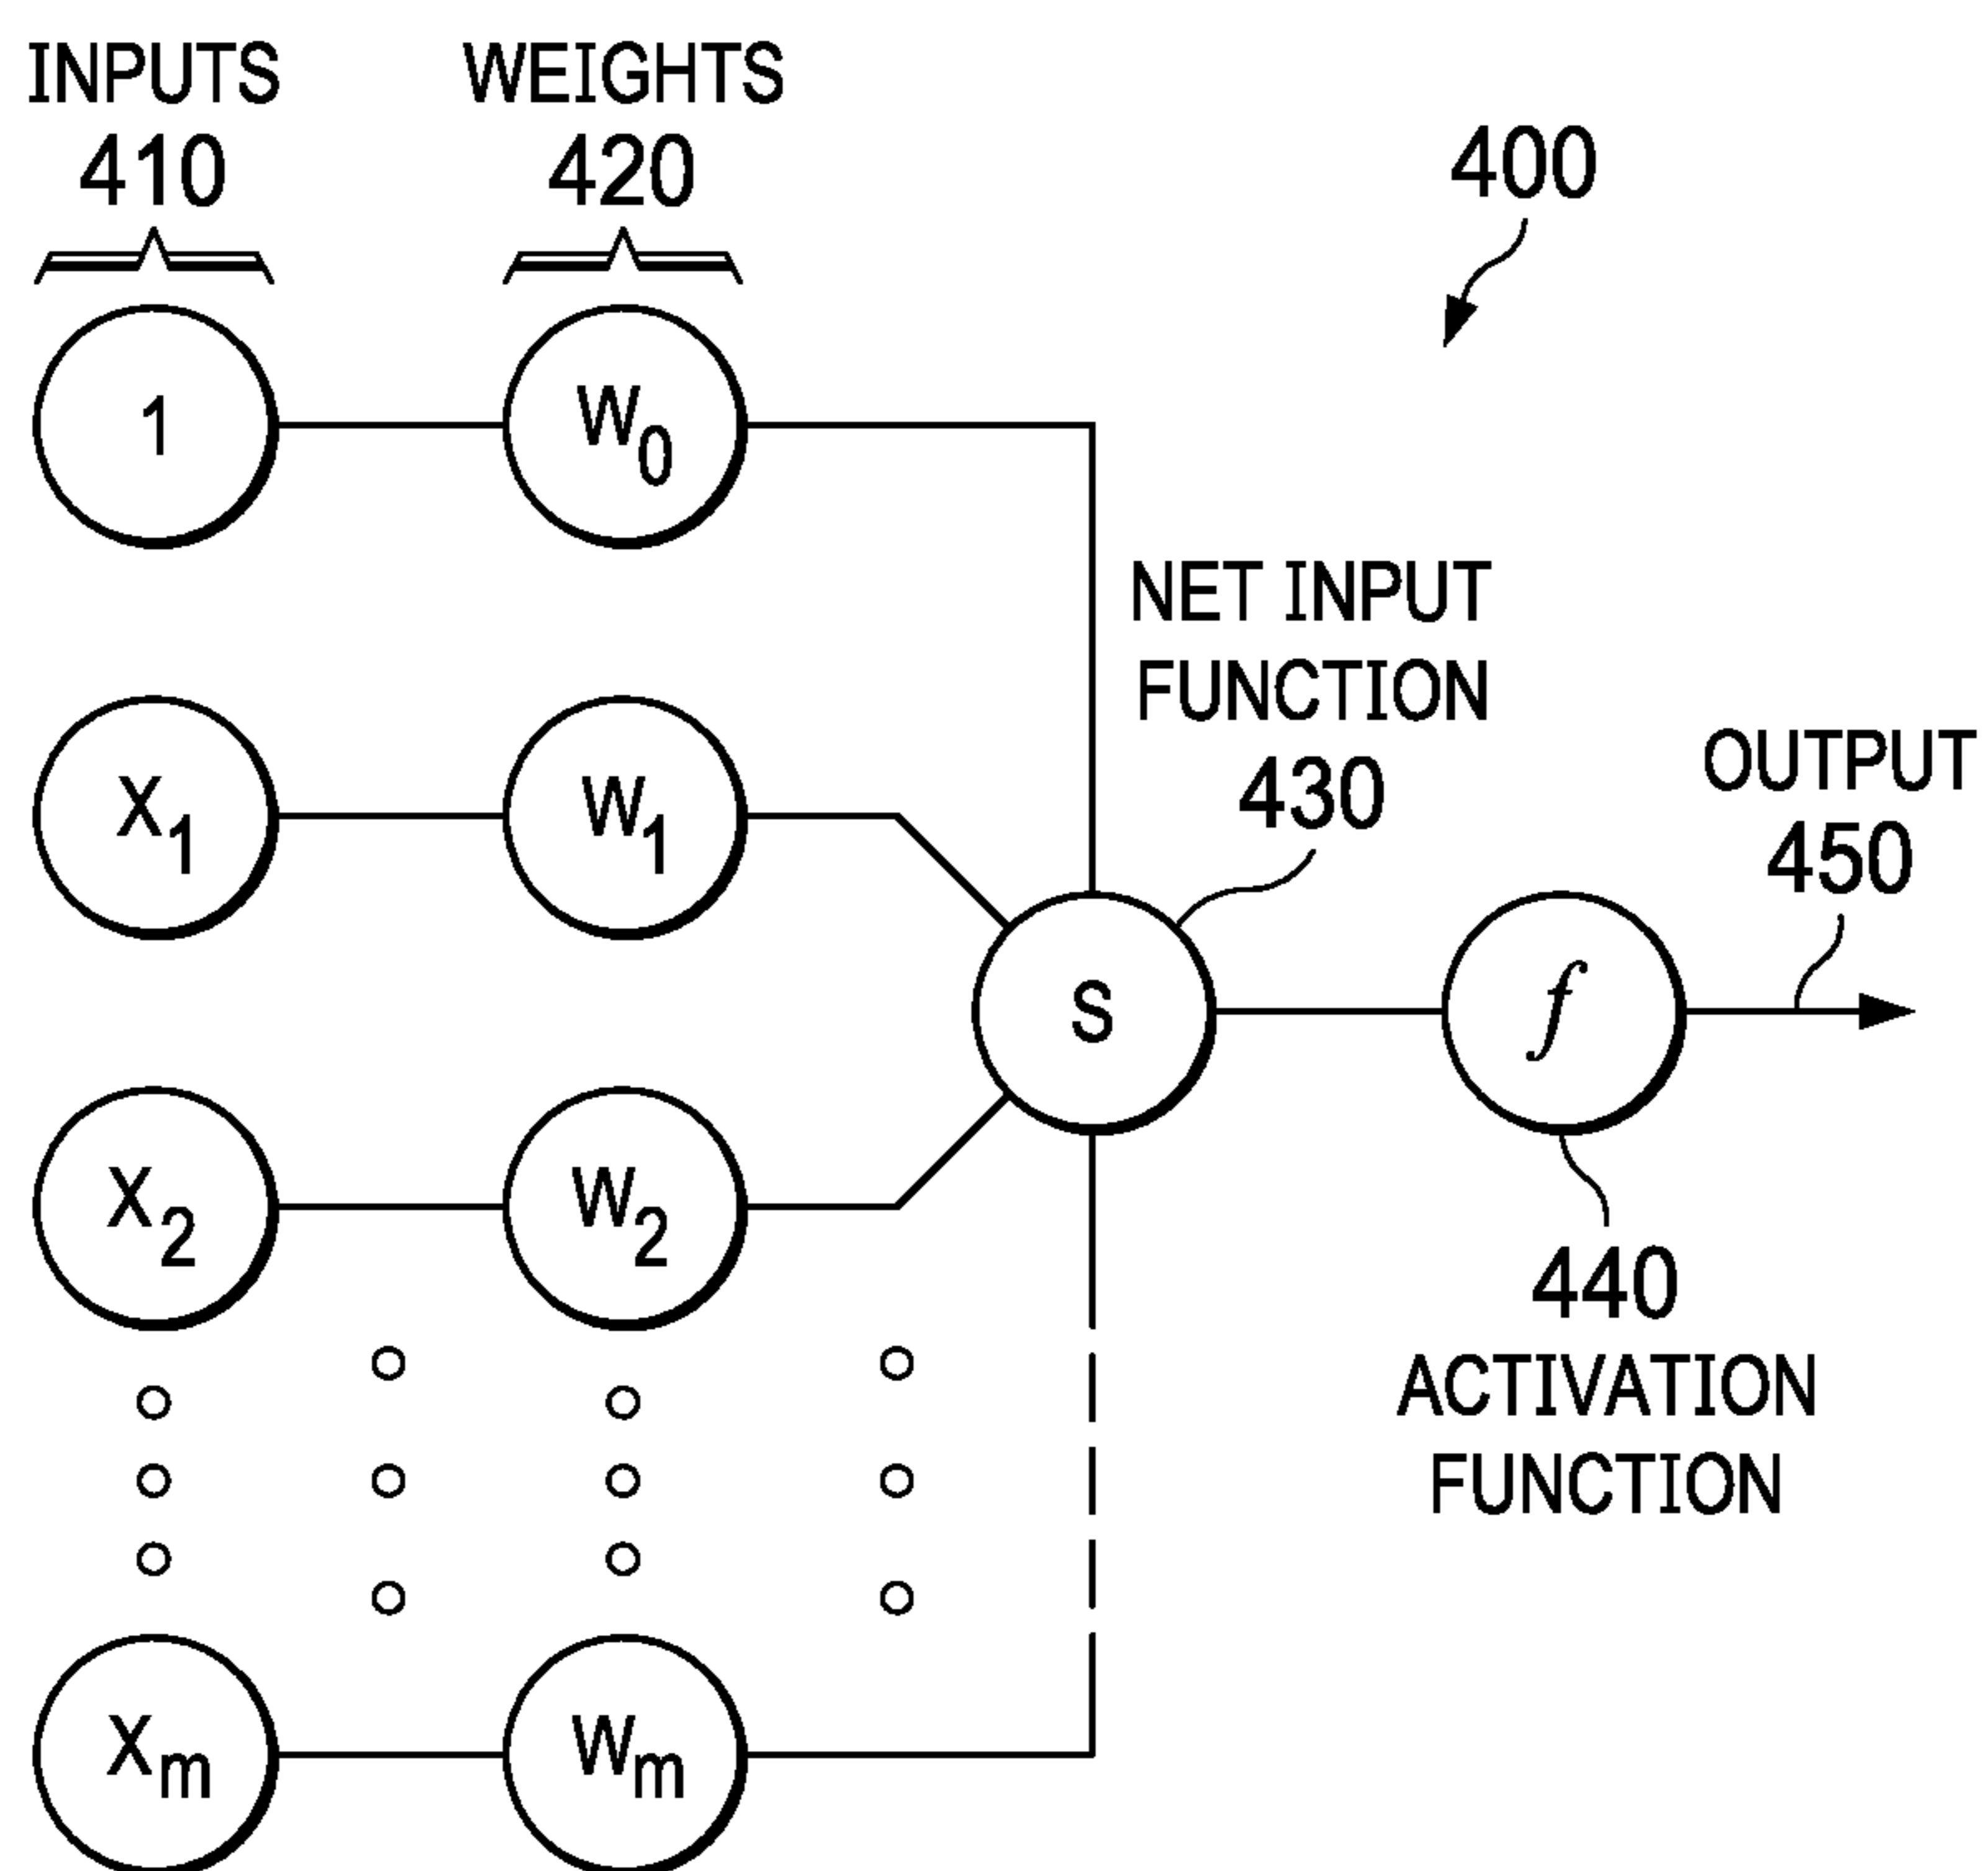 INPUTS
410
WEIGHTS
420
400
1
W0
NET INPUT
FUNCTION
430
OUTPUT
450
X1
W1
S
f
X2
W2
440
ACTIVATION
FUNCTION
Xm
Wm